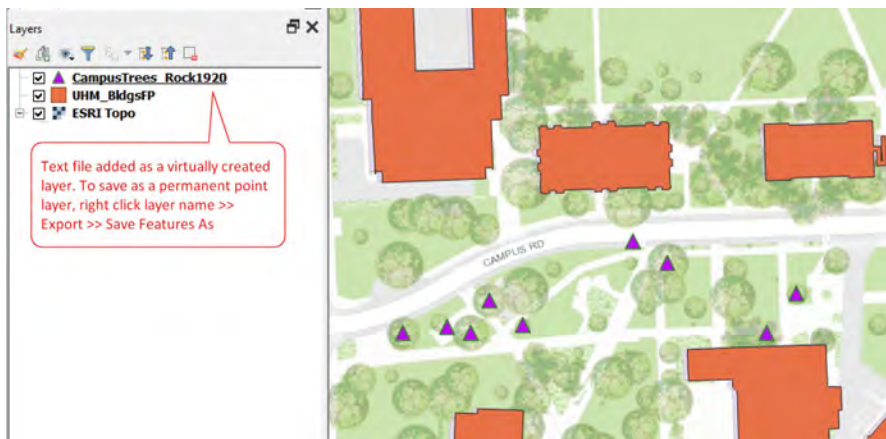 Layers
CampusTrees_Rock1920
UHM_BldgsFP
ESRI Topo
Text file added as a virtually created
layer. To save as a permanent point
layer, right click layer name >>
Export >> Save Features As
CAMPUS RD